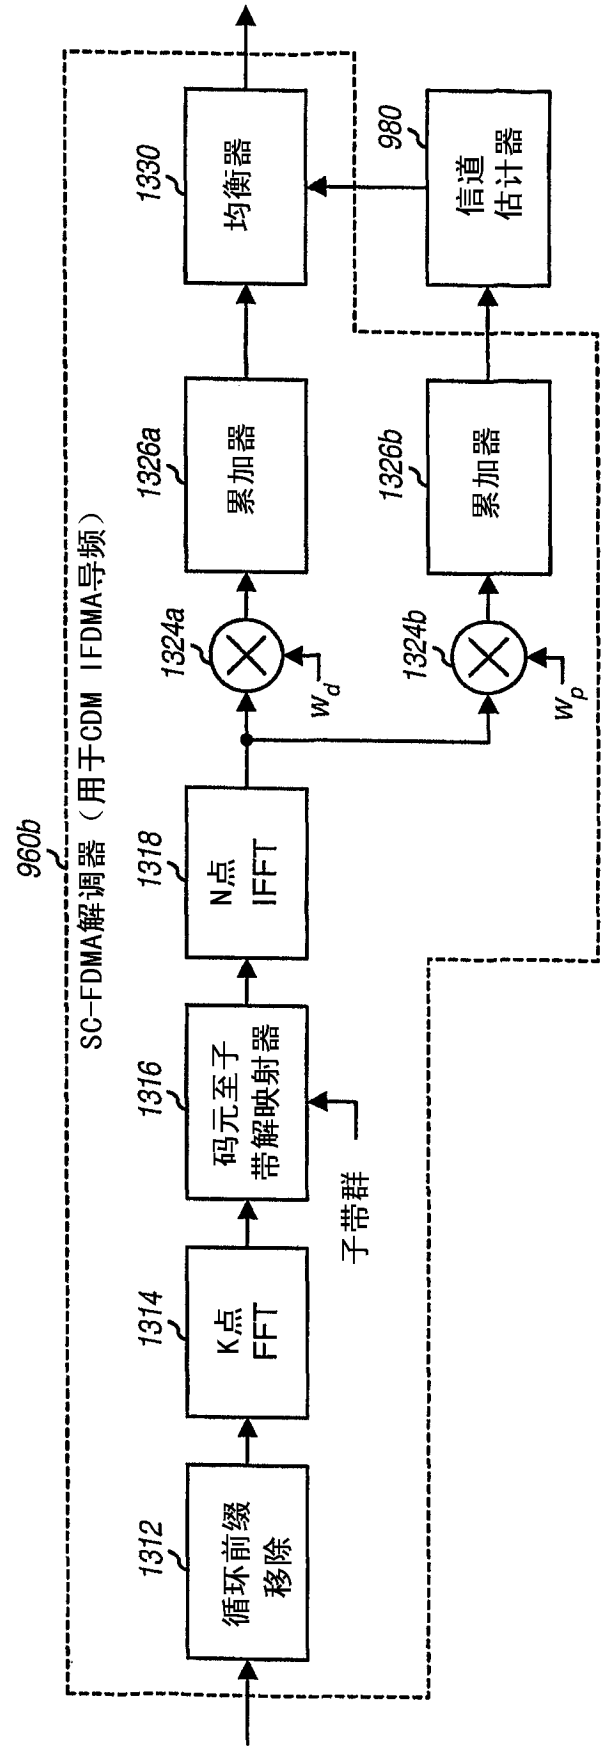 960b
SC-FDMA解调器（用于CDM IFDMA导频）
1312
循环前缀
移除
1314
K点
FFT
1316
码元至子
带解映射器
子带群
1318
N点
IFFT
1324a
Wd
1326a
累加器
1330
均衡器
1324b
Wp
1326b
累加器
980
信道
估计器